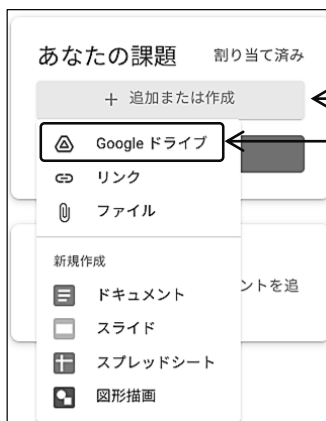 あなたの課題 割り当て済み
+ 追加または作成
Google ドライブ
リンク
ファイル
新規作成
ドキュメント
ントを追
スライド
スプレッドシート
図形描画